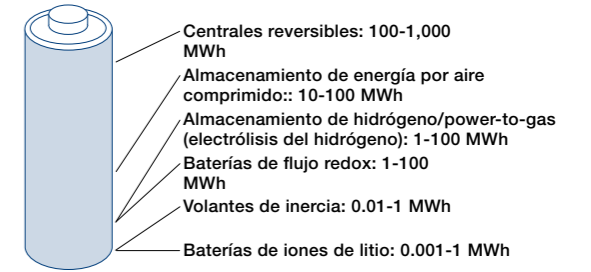 Centrales reversibles: 100-1,000
MWh
Almacenamiento de energía por aire
comprimido:: 10-100 MWh
Almacenamiento de hidrógeno/power-to-gas
(electrólisis del hidrógeno): 1-100 MWh
Baterías de flujo redox: 1-100
MWh
Volantes de inercia: 0.01-1 MWh
Baterías de iones de litio: 0.001-1 MWh